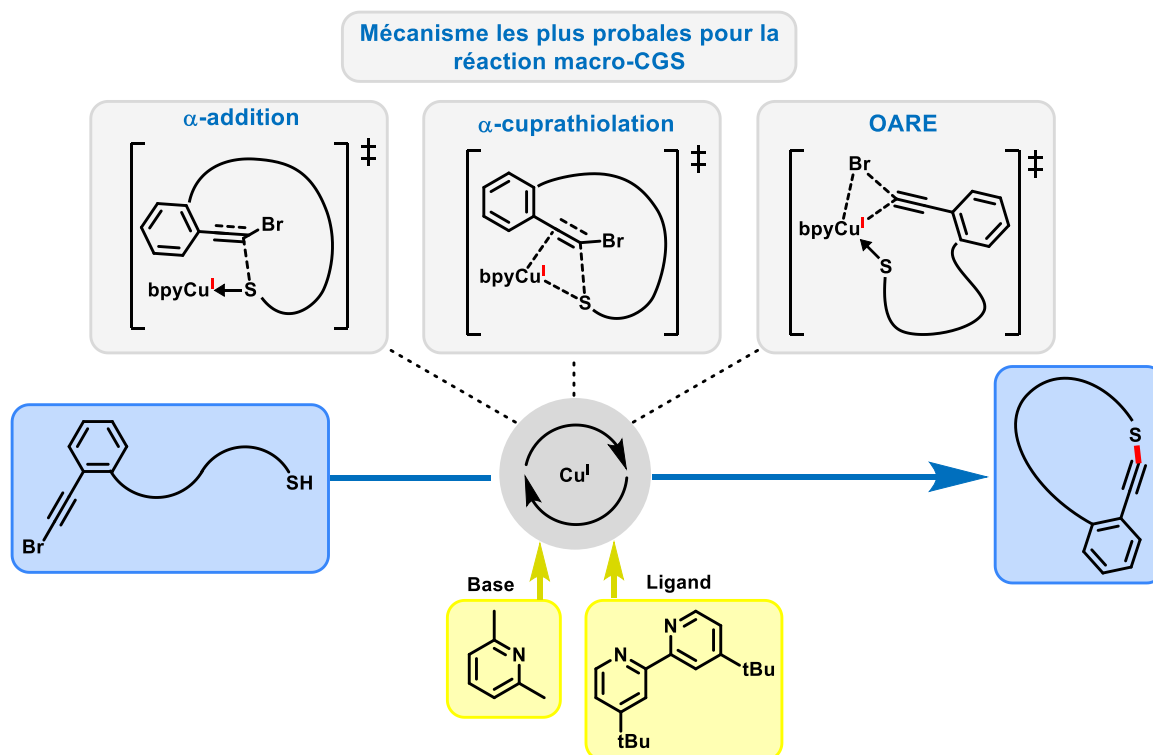 Mécanisme les plus probales pour la
réaction macro-CGS
α-addition
α-cuprathiolation
OARE
‡
‡
‡
Br
bpyCuᴵ
S
Br
bpyCuᴵ
S
Br
bpyCuᴵ
S
SH
Br
Cuᴵ
S
Base
Ligand
N
N
N
tBu
tBu